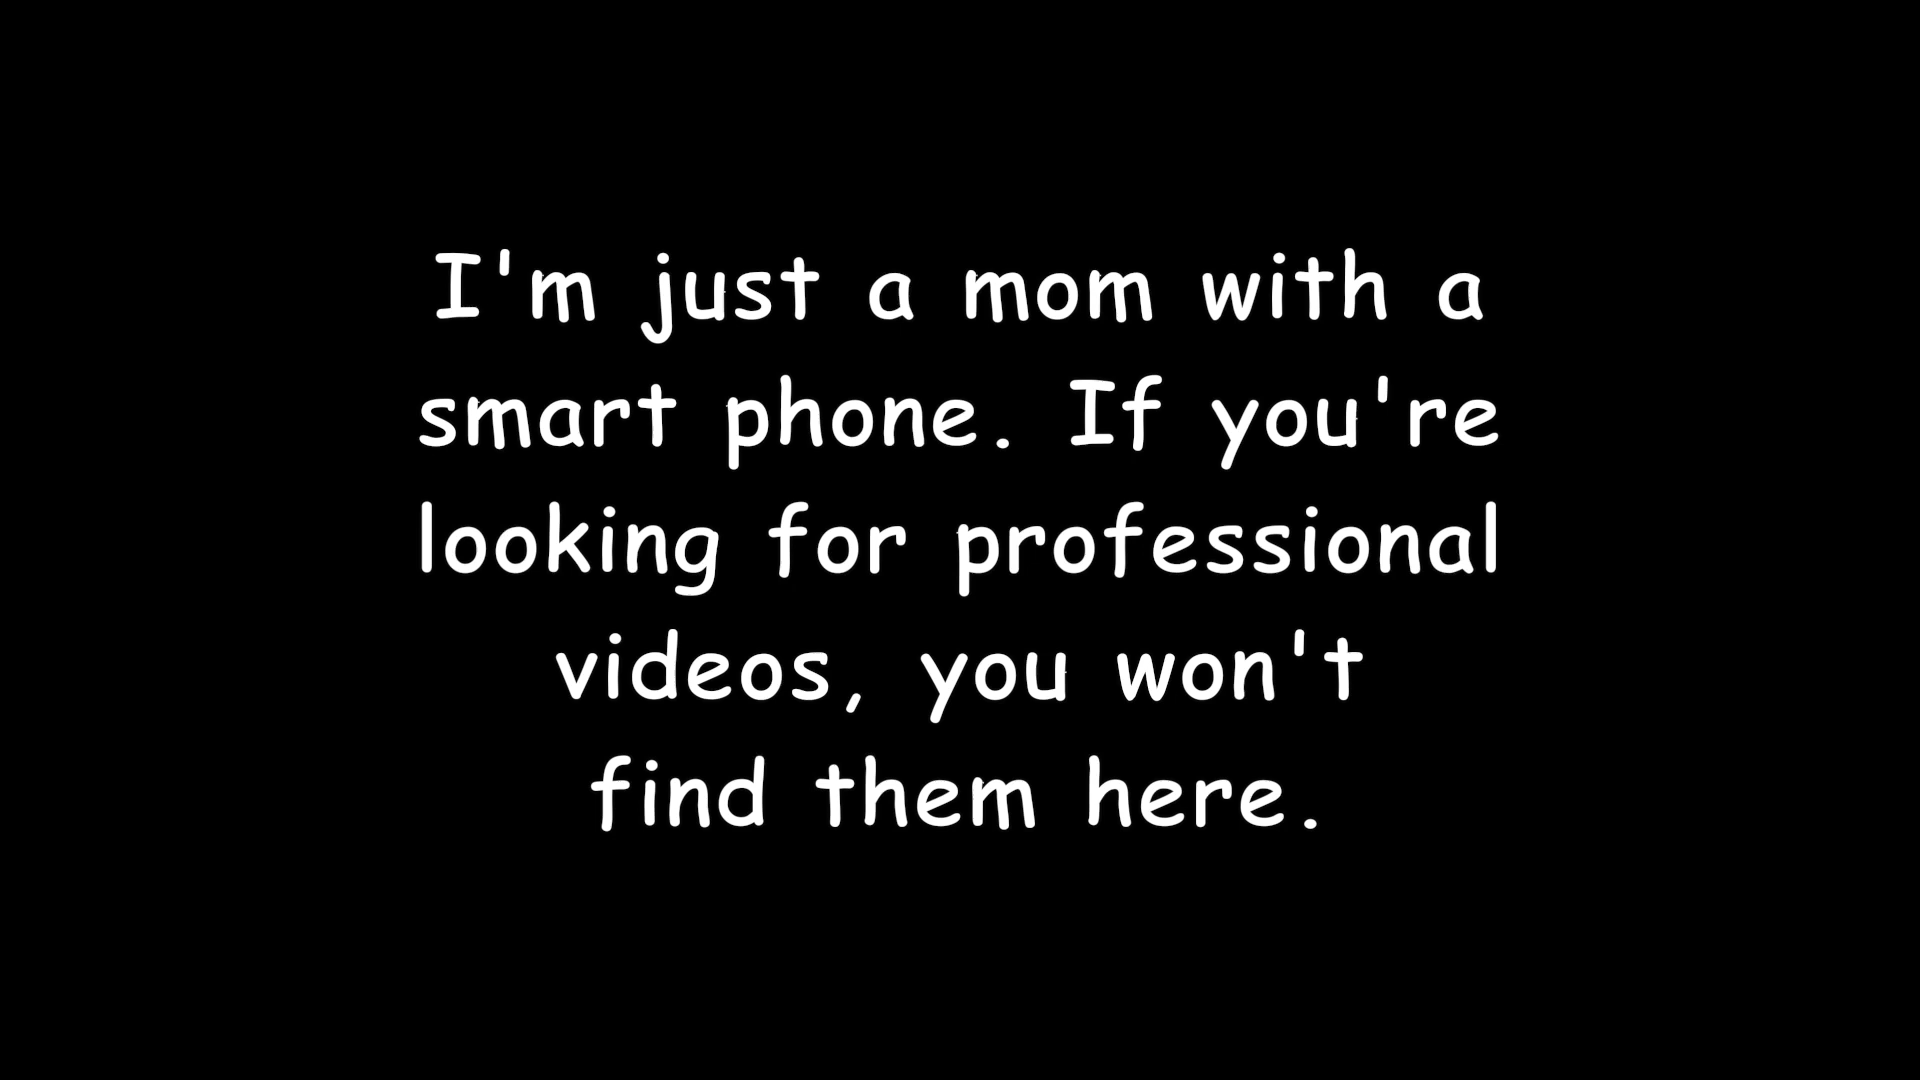 I'm just a mom with a
smart phone. If you're
looking for professional
videos, you won't
find them here.